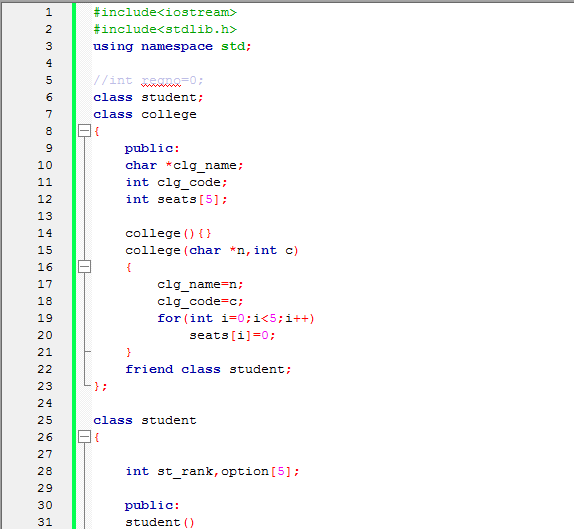 1 #include<iostream>
2 #include<stdlib.h>
3 using namespace std;
4
5 //int regno=0;
6 class student;
7 class college
8 {
9 public:
10 char *clg_name;
11 int clg_code;
12 int seats[5];
13
14 college(){}
15 college(char *n,int c)
16 {
17 clg_name=n;
18 clg_code=c;
19 for(int i=0;i<5;i++)
20 seats[i]=0;
21 }
22 friend class student;
23 };
24
25 class student
26 {
27
28 int st_rank,option[5];
29
30 public:
31 student()